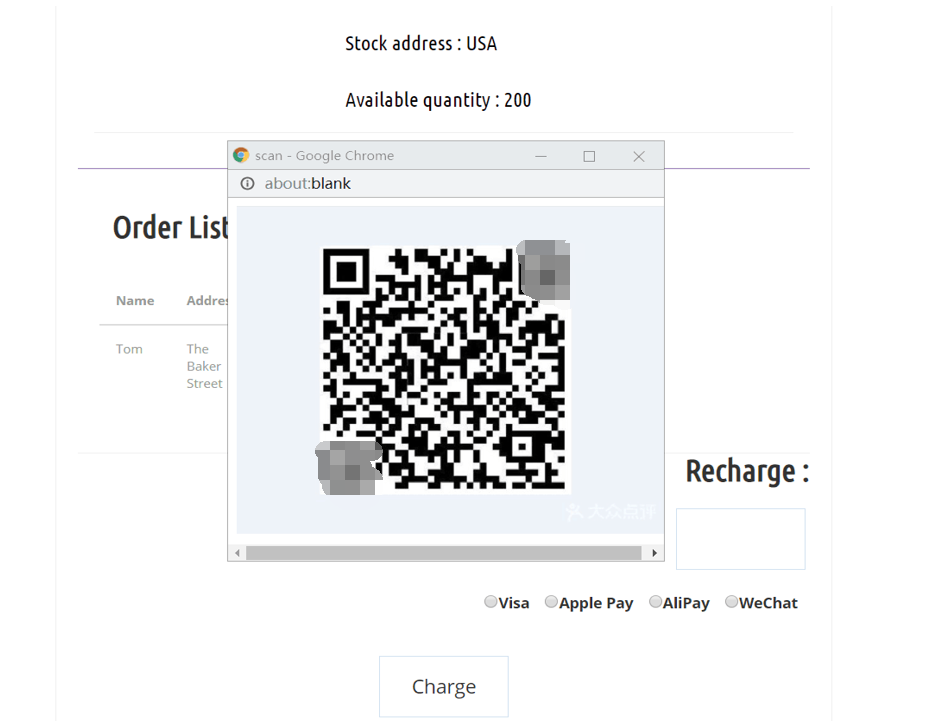 Stock address : USA
Available quantity : 200
scan - Google Chrome
about:blank
Order List
Name Addres
Tom The
Baker
Street
大众点评
Recharge :
Visa Apple Pay AliPay WeChat
Charge